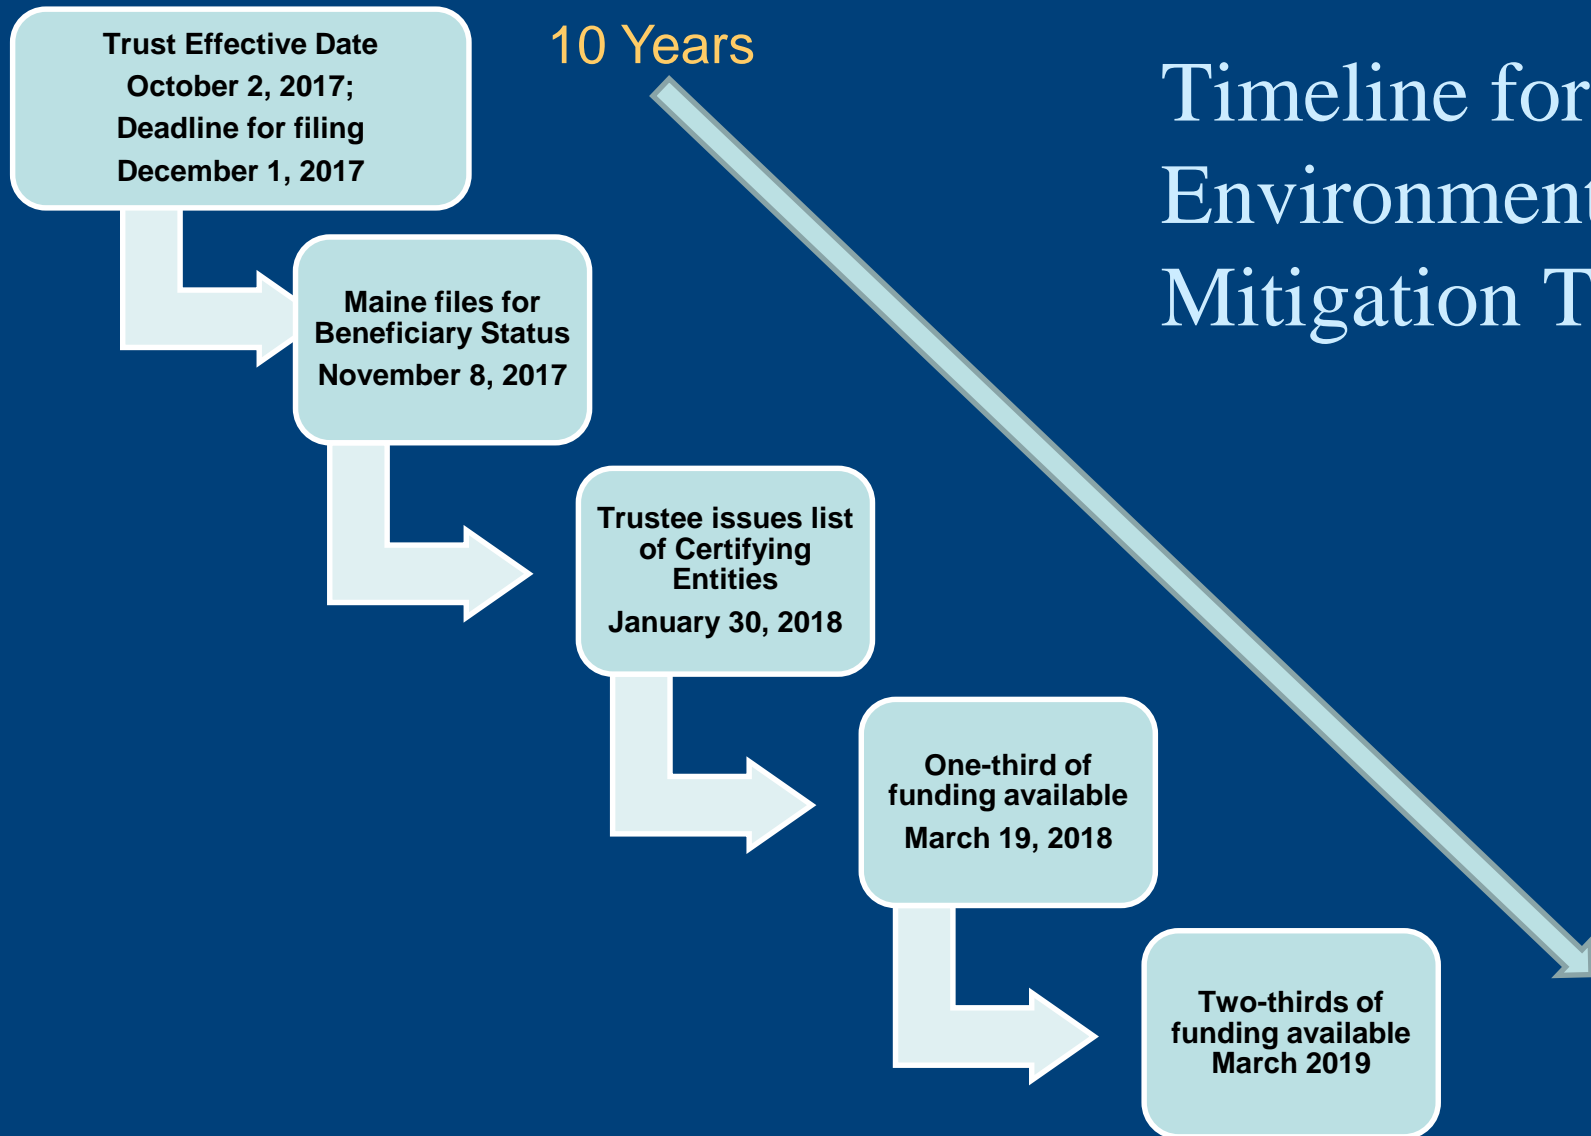 Trust Effective Date
October 2, 2017;
Deadline for filing
December 1, 2017
10 Years
Timeline for
Environment
Mitigation T
Maine files for
Beneficiary Status
November 8, 2017
Trustee issues list
of Certifying
Entities
January 30, 2018
One-third of
funding available
March 19, 2018
Two-thirds of
funding available
March 2019